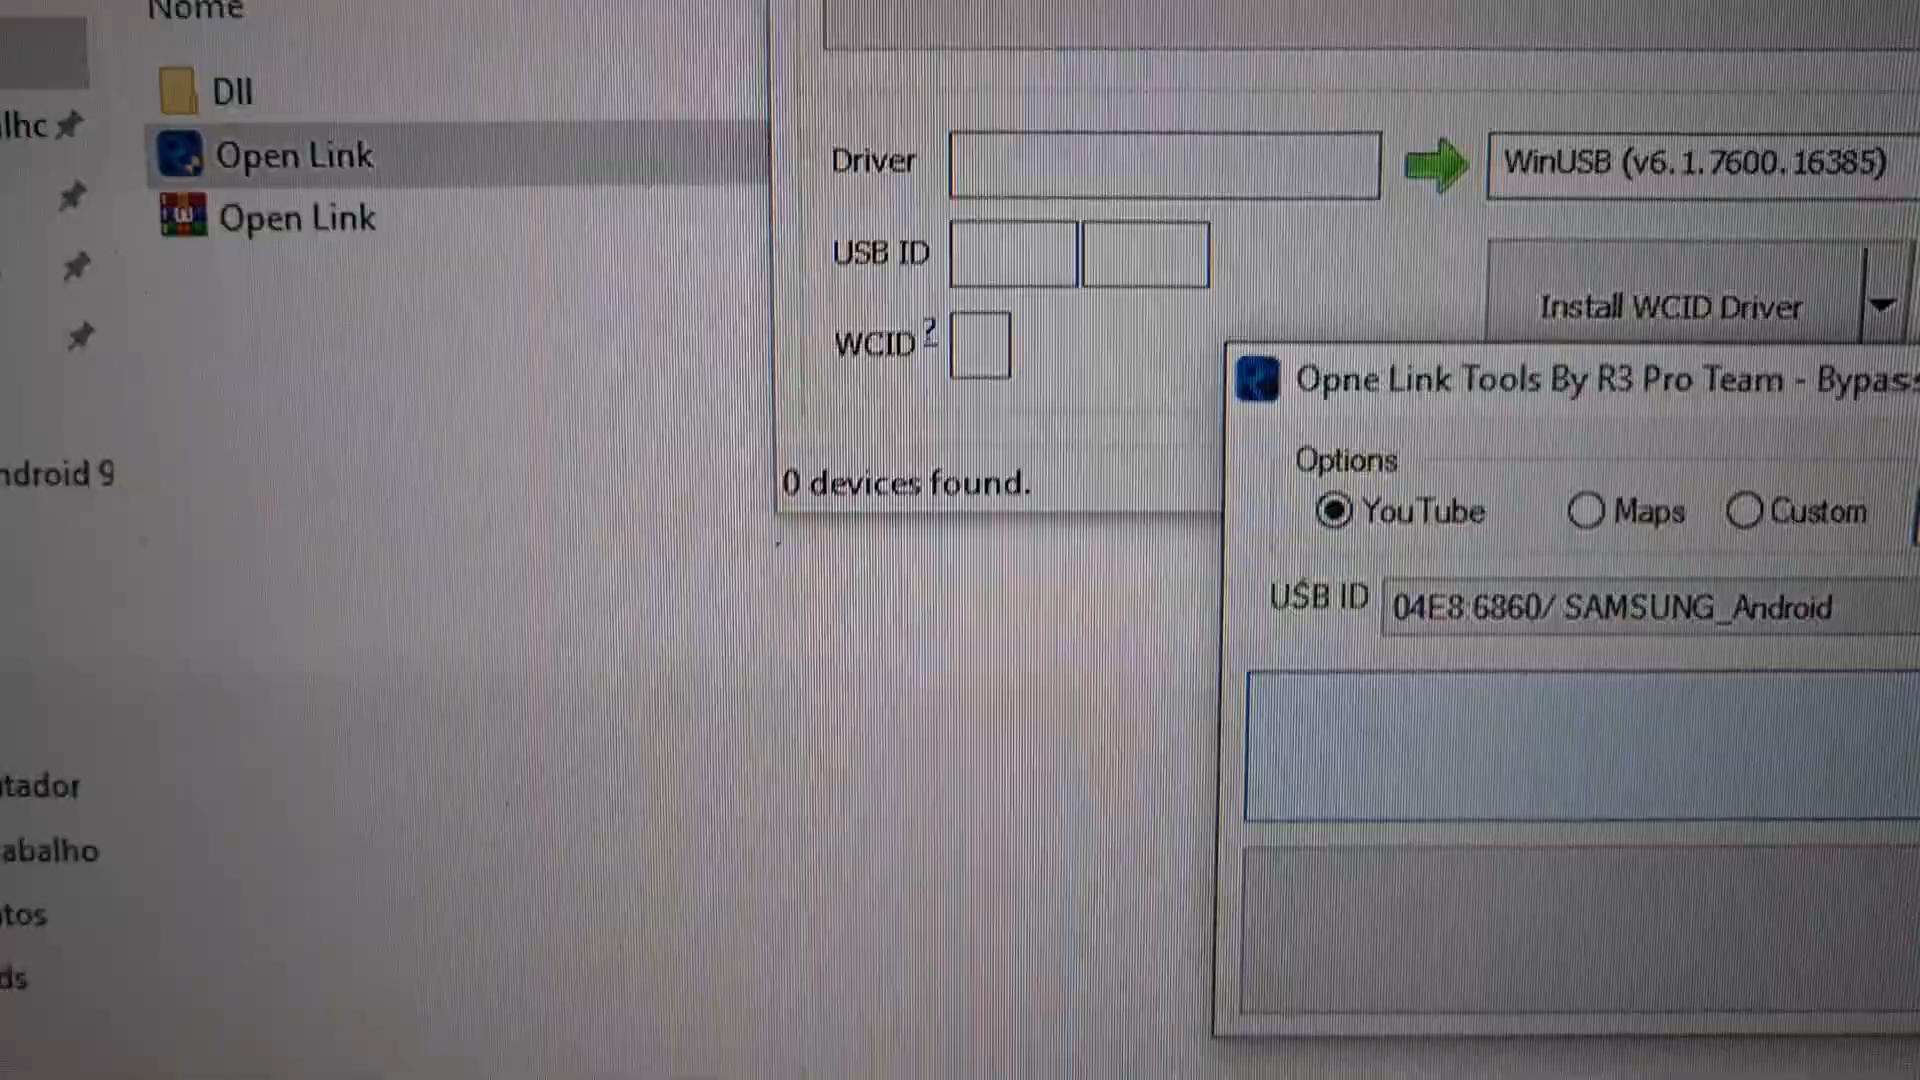 Nome
Dll
lhc
Open Link
Open Link
ndroid 9
tador
abalho
tos
ds
Driver
WinUSB (v6.1.7600.16385)
USB ID
WCID ?
Install WCID Driver
0 devices found.
Opne Link Tools By R3 Pro Team - Bypass
Options
YouTube Maps Custom
USB ID 04E8:6860/ SAMSUNG_Android